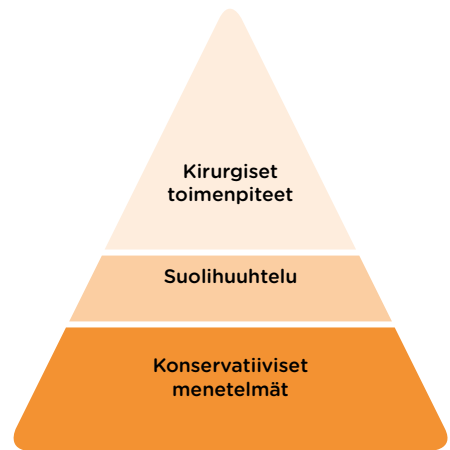 Kirurgiset
toimenpiteet
Suolihuuhtelu
Konservatiiviset
menetelmät